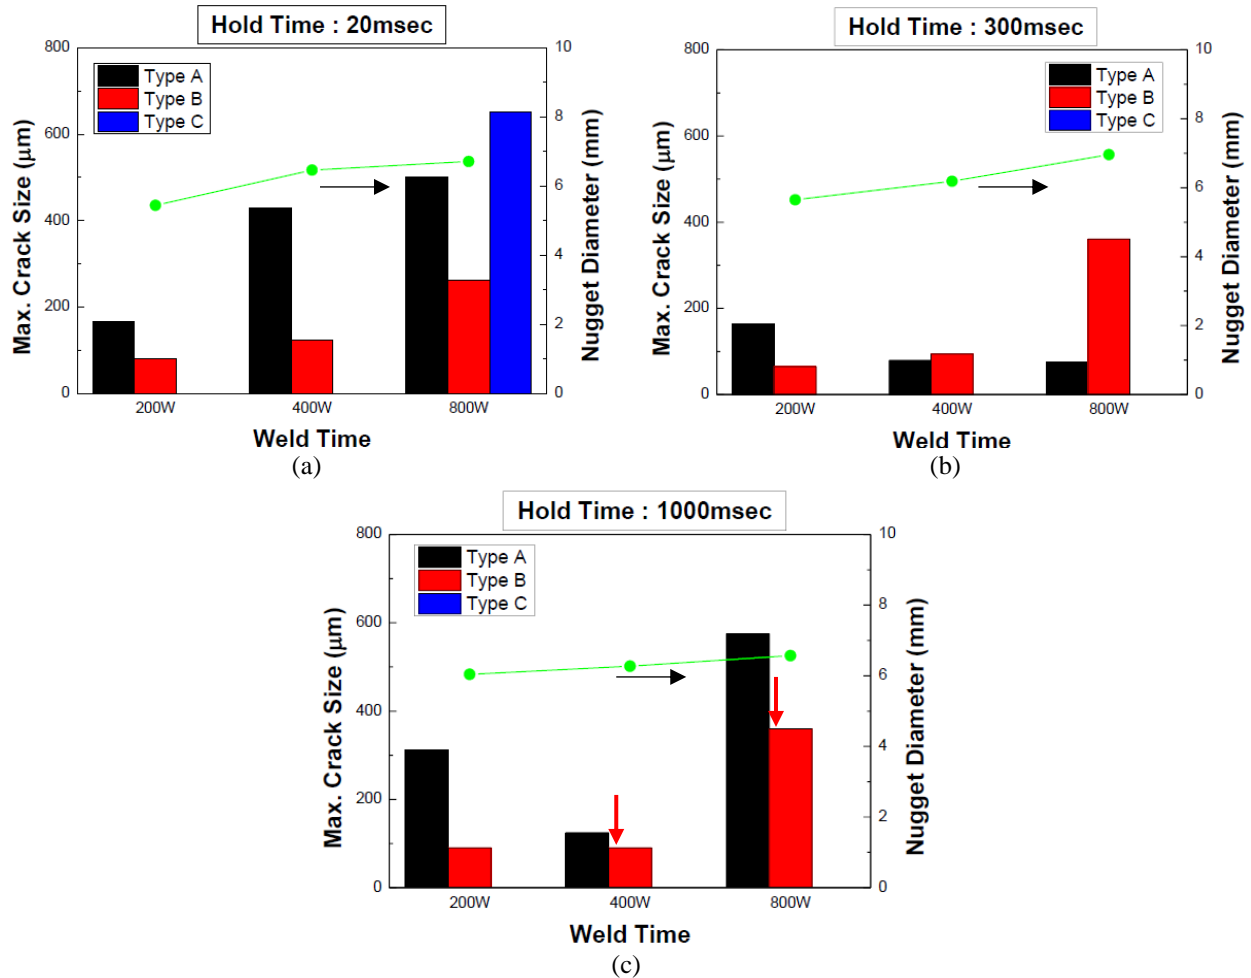 Hold Time : 20msec
800
600
400
200
0
10
8
6
4
2
0
Type A
Type B
Type C
Max. Crack Size (μm)
Nugget Diameter (mm)
200W
400W
800W
Weld Time
(a)
Hold Time : 300msec
800
600
400
200
0
10
8
6
4
2
0
Type A
Type B
Type C
Max. Crack Size (μm)
Nugget Diameter (mm)
200W
400W
800W
Weld Time
(b)
Hold Time : 1000msec
800
600
400
200
0
10
8
6
4
2
0
Type A
Type B
Type C
Max. Crack Size (μm)
Nugget Diameter (mm)
200W
400W
800W
Weld Time
(c)